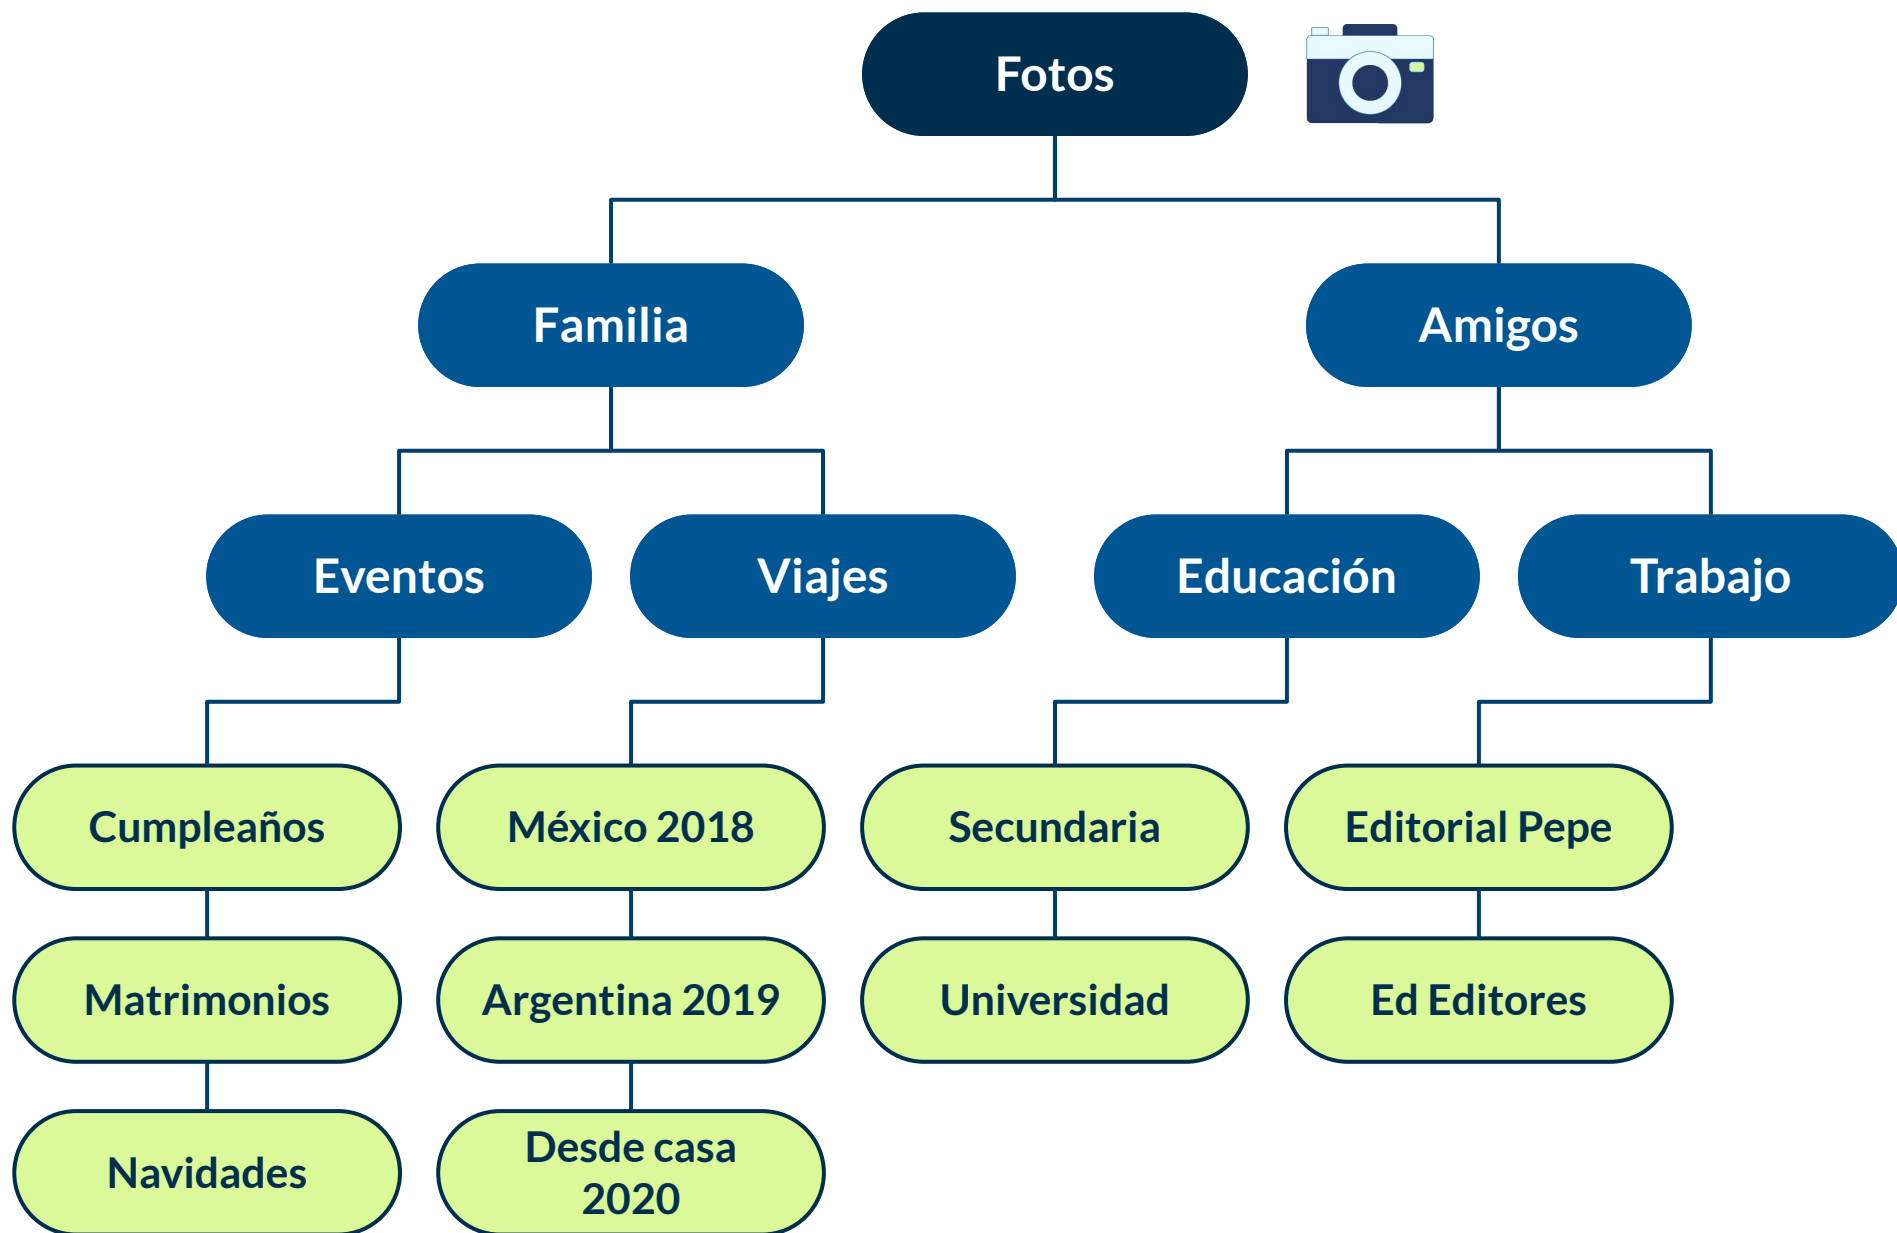 Fotos
Familia
Amigos
Eventos
Viajes
Educación
Trabajo
Cumpleaños
México 2018
Secundaria
Editorial Pepe
Matrimonios
Argentina 2019
Universidad
Ed Editores
Navidades
Desde casa
2020